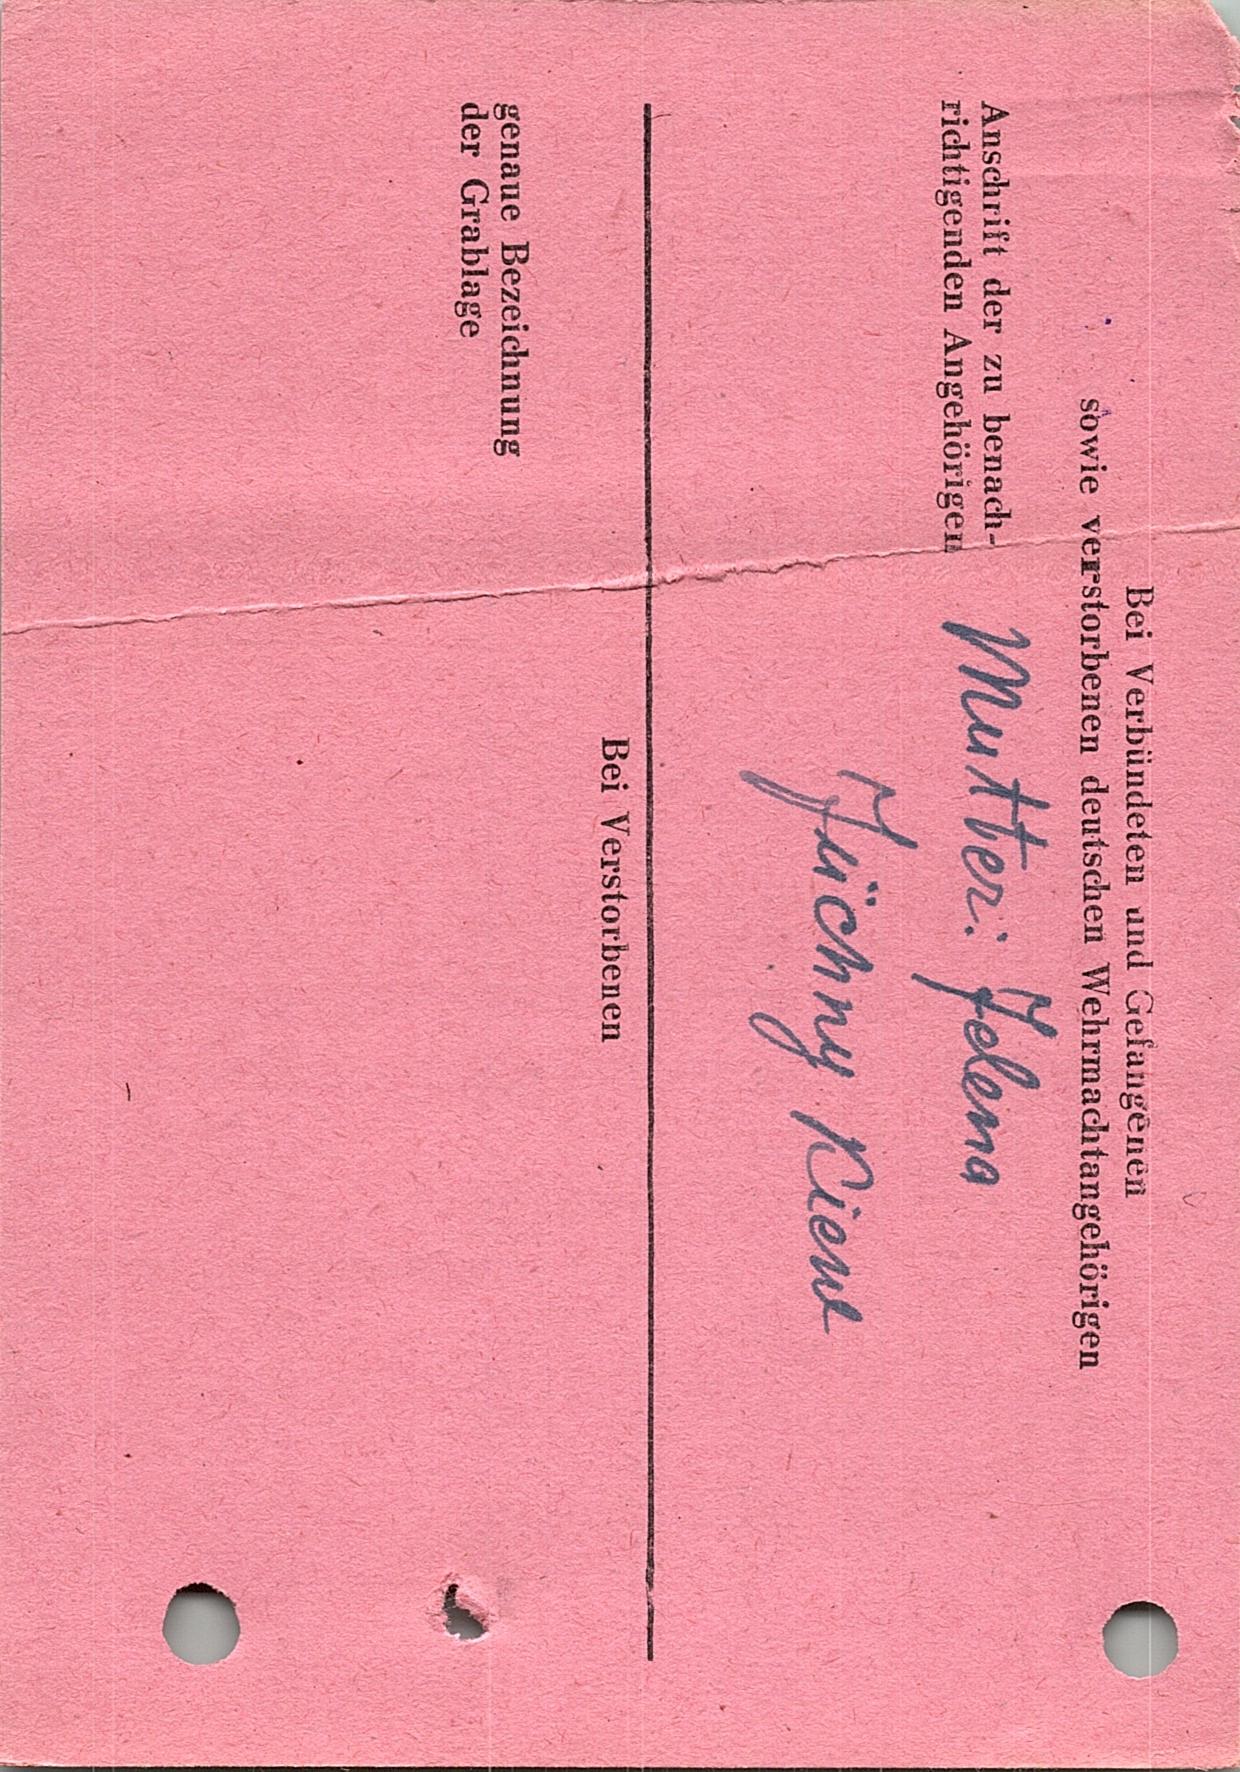 Bei Verbündeten und Gefangenen
sowie verstorbenen deutschen Wehrmachtangehörigen
Anschrift der zu benach-
richtigenden Angehörigen
Mutter: Jelena
Jüchny Kiew
Bei Verstorbenen
genaue Bezeichnung
der Grablage